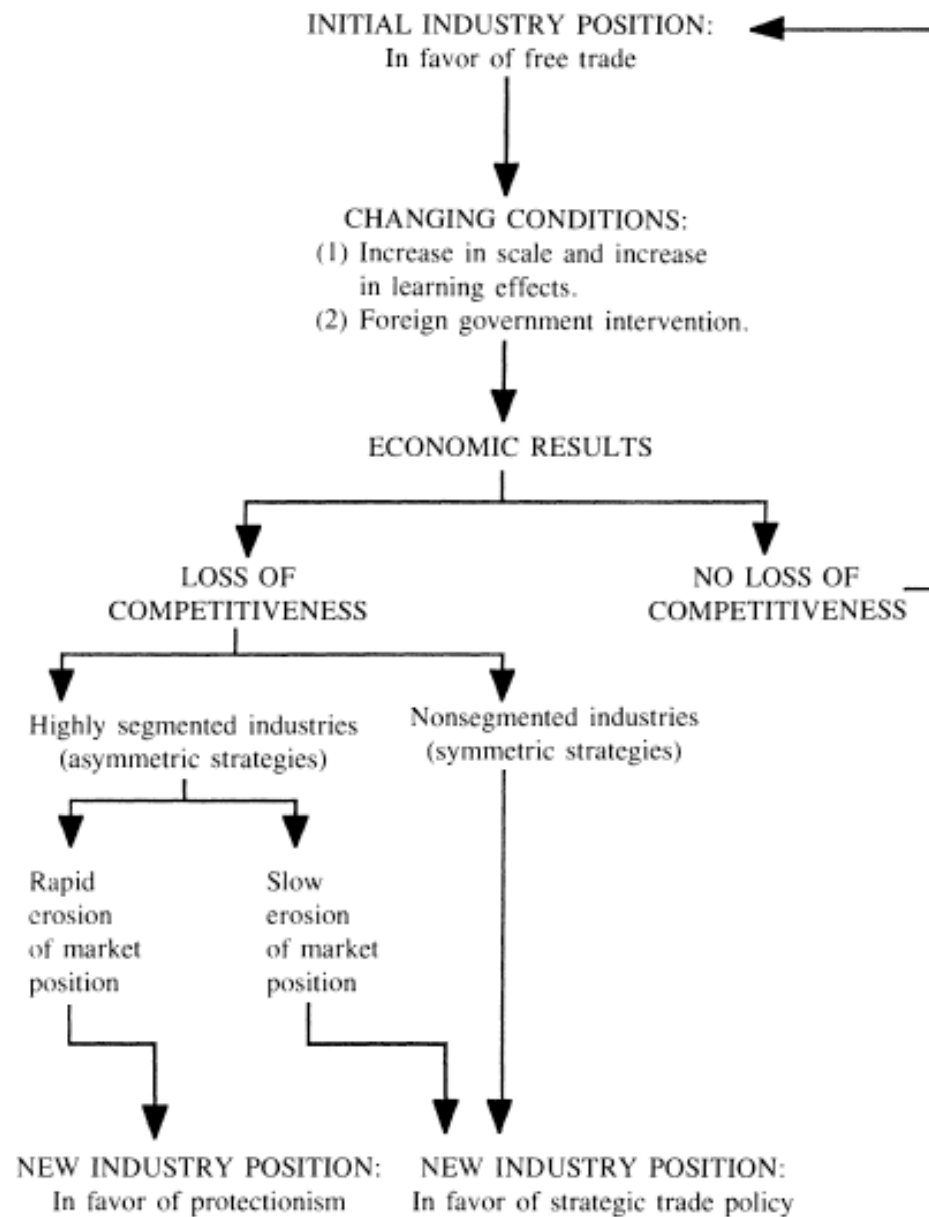 INITIAL INDUSTRY POSITION:
In favor of free trade
CHANGING CONDITIONS:
(1) Increase in scale and increase
in learning effects.
(2) Foreign government intervention.
ECONOMIC RESULTS
LOSS OF
COMPETITIVENESS
NO LOSS OF
COMPETITIVENESS
Highly segmented industries
(asymmetric strategies)
Nonsegmented industries
(symmetric strategies)
Rapid
erosion
of market
position
Slow
erosion
of market
position
NEW INDUSTRY POSITION:
In favor of protectionism
NEW INDUSTRY POSITION:
In favor of strategic trade policy